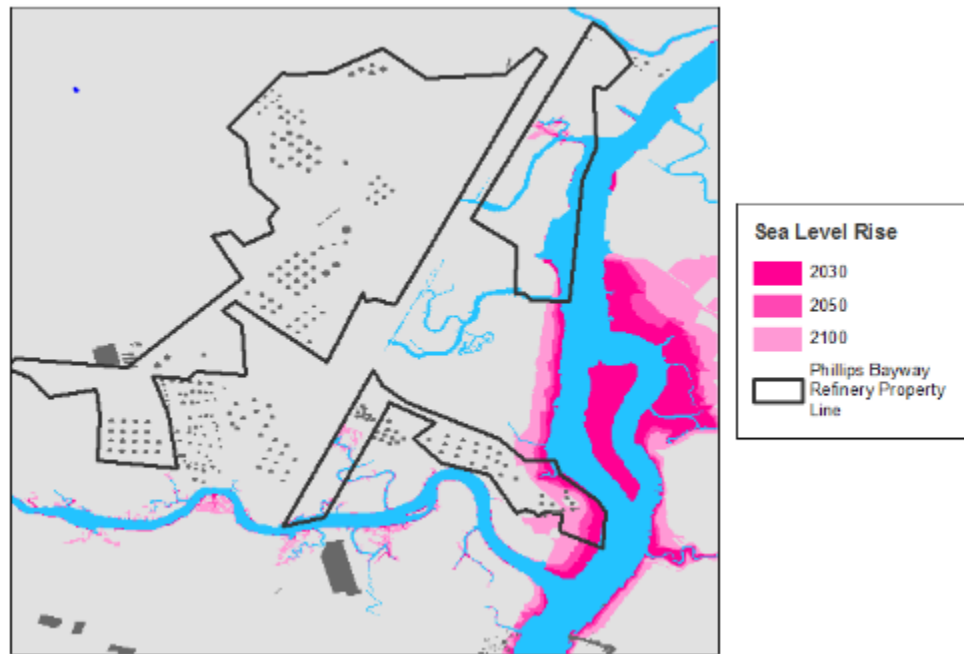 Sea Level Rise
2030
2050
2100
Phillips Bayway
Refinery Property
Line